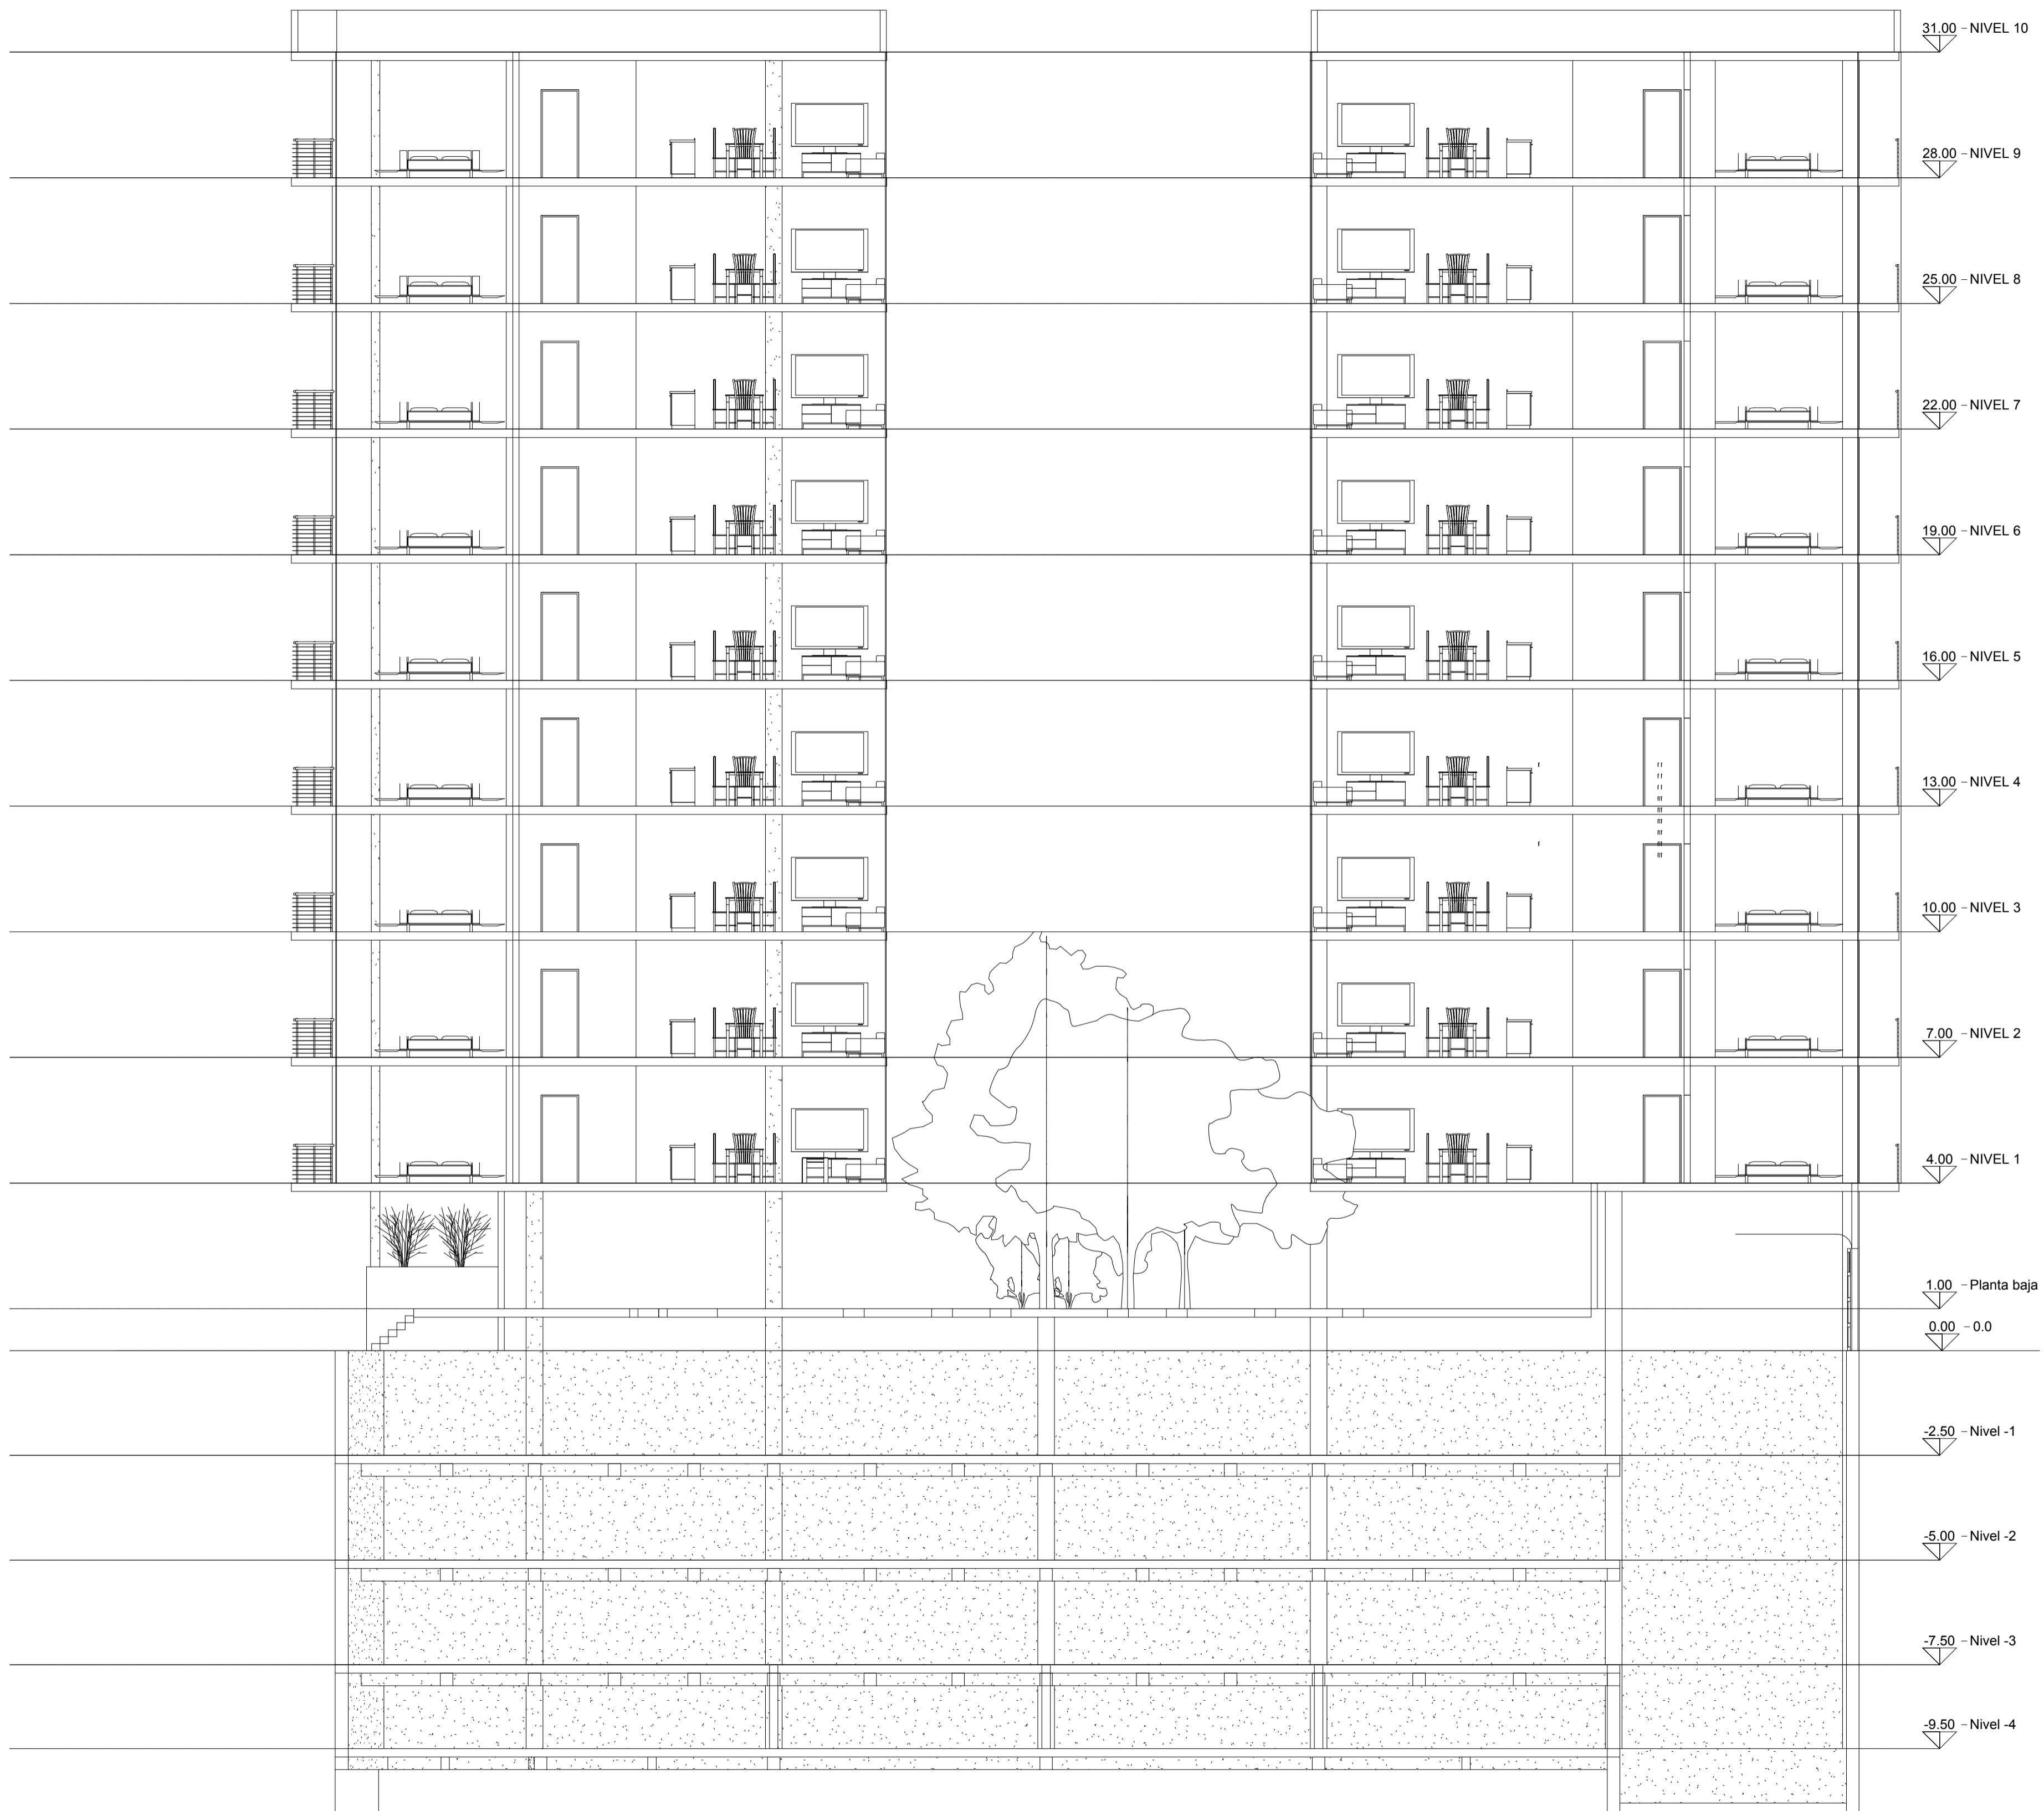 31.00 – NIVEL 10
28.00 – NIVEL 9
25.00 – NIVEL 8
22.00 – NIVEL 7
19.00 – NIVEL 6
16.00 – NIVEL 5
13.00 – NIVEL 4
10.00 – NIVEL 3
7.00 – NIVEL 2
4.00 – NIVEL 1
1.00 – Planta baja
0.00 – 0.0
-2.50 – Nivel -1
-5.00 – Nivel -2
-7.50 – Nivel -3
-9.50 – Nivel -4